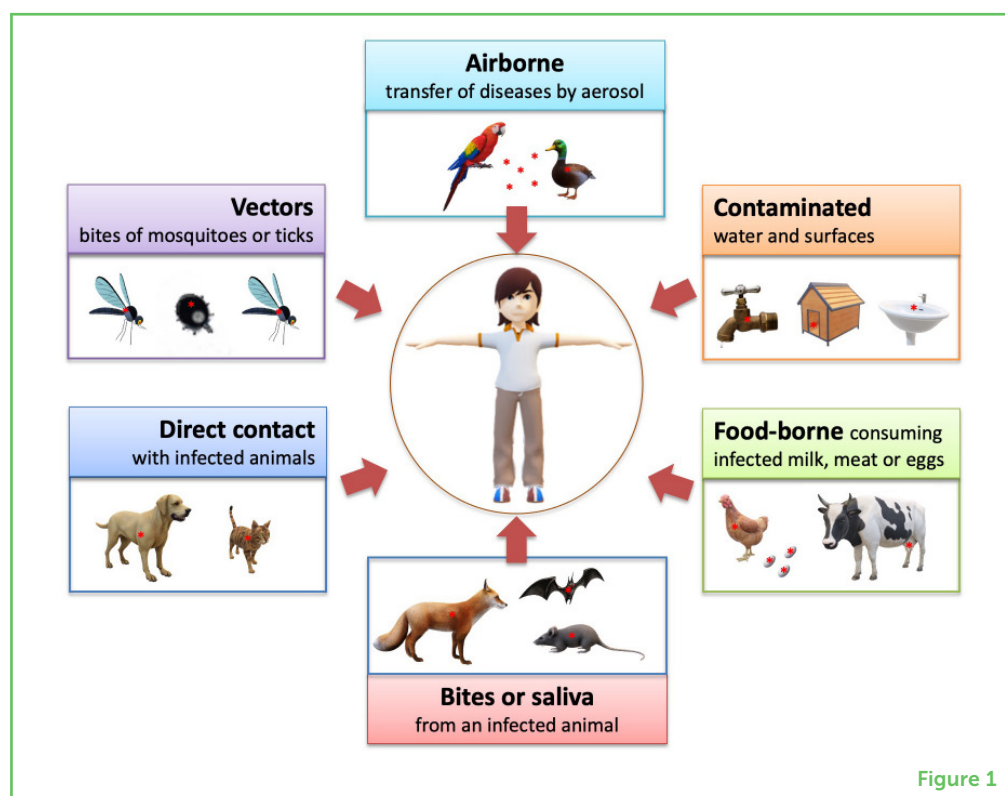 Airborne
transfer of diseases by aerosol
Vectors
bites of mosquitoes or ticks
Contaminated
water and surfaces
Direct contact
with infected animals
Food-borne consuming
infected milk, meat or eggs
Bites or saliva
from an infected animal
Figure 1